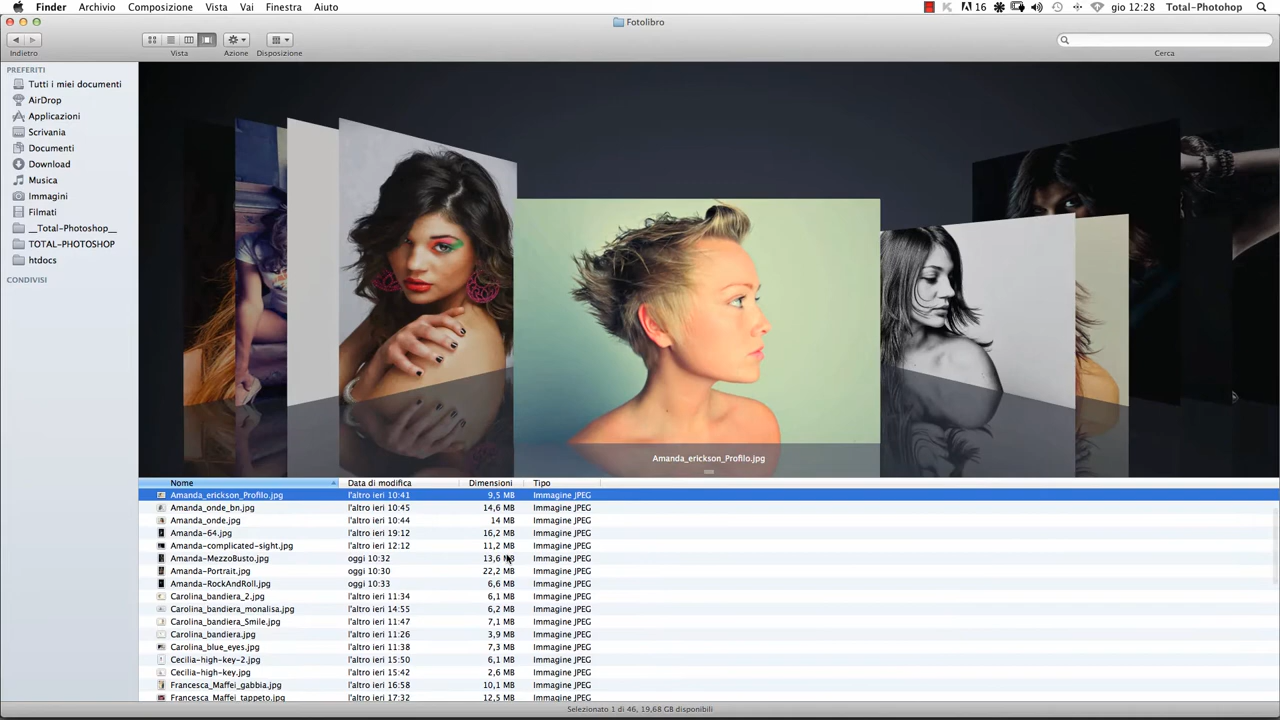 Finder Archivio Composizione Vista Vai Finestra Aiuto 16 gio 12:28 Total-Photohop
Fotolibro
Indietro Vista Azione Disposizione Cerca
PREFERITI
Tutti i miei documenti
AirDrop
Applicazioni
Scrivania
Documenti
Download
Musica
Immagini
Filmati
__Total-Photoshop__
TOTAL-PHOTOSHOP
htdocs
CONDIVISI
Amanda_erickson_Profilo.jpg
Nome Data di modifica Dimensioni Tipo
Amanda_erickson_Profilo.jpg l'altro ieri 10:41 9,5 MB Immagine JPEG
Amanda_onde_bn.jpg l'altro ieri 10:45 14,6 MB Immagine JPEG
Amanda_onde.jpg l'altro ieri 10:44 14 MB Immagine JPEG
Amanda-64.jpg l'altro ieri 19:12 16,2 MB Immagine JPEG
Amanda-complicated-sight.jpg l'altro ieri 12:12 11,2 MB Immagine JPEG
Amanda-MezzoBusto.jpg oggi 10:32 13,6 MB Immagine JPEG
Amanda-Portrait.jpg oggi 10:30 22,2 MB Immagine JPEG
Amanda-RockAndRoll.jpg oggi 10:33 6,6 MB Immagine JPEG
Carolina_bandiera_2.jpg l'altro ieri 11:34 6,1 MB Immagine JPEG
Carolina_bandiera_monalisa.jpg l'altro ieri 14:55 6,2 MB Immagine JPEG
Carolina_bandiera_Smile.jpg l'altro ieri 11:47 7,1 MB Immagine JPEG
Carolina_bandiera.jpg l'altro ieri 11:26 3,9 MB Immagine JPEG
Carolina_blue_eyes.jpg l'altro ieri 11:38 7,3 MB Immagine JPEG
Cecilia-high-key-2.jpg l'altro ieri 15:50 6,1 MB Immagine JPEG
Cecilia-high-key.jpg l'altro ieri 15:42 2,6 MB Immagine JPEG
Francesca_Maffei_gabbia.jpg l'altro ieri 16:58 10,1 MB Immagine JPEG
Francesca_Maffei_tappeto.jpg l'altro ieri 17:32 12,5 MB Immagine JPEG
Selezionato 1 di 46, 19,68 GB disponibili